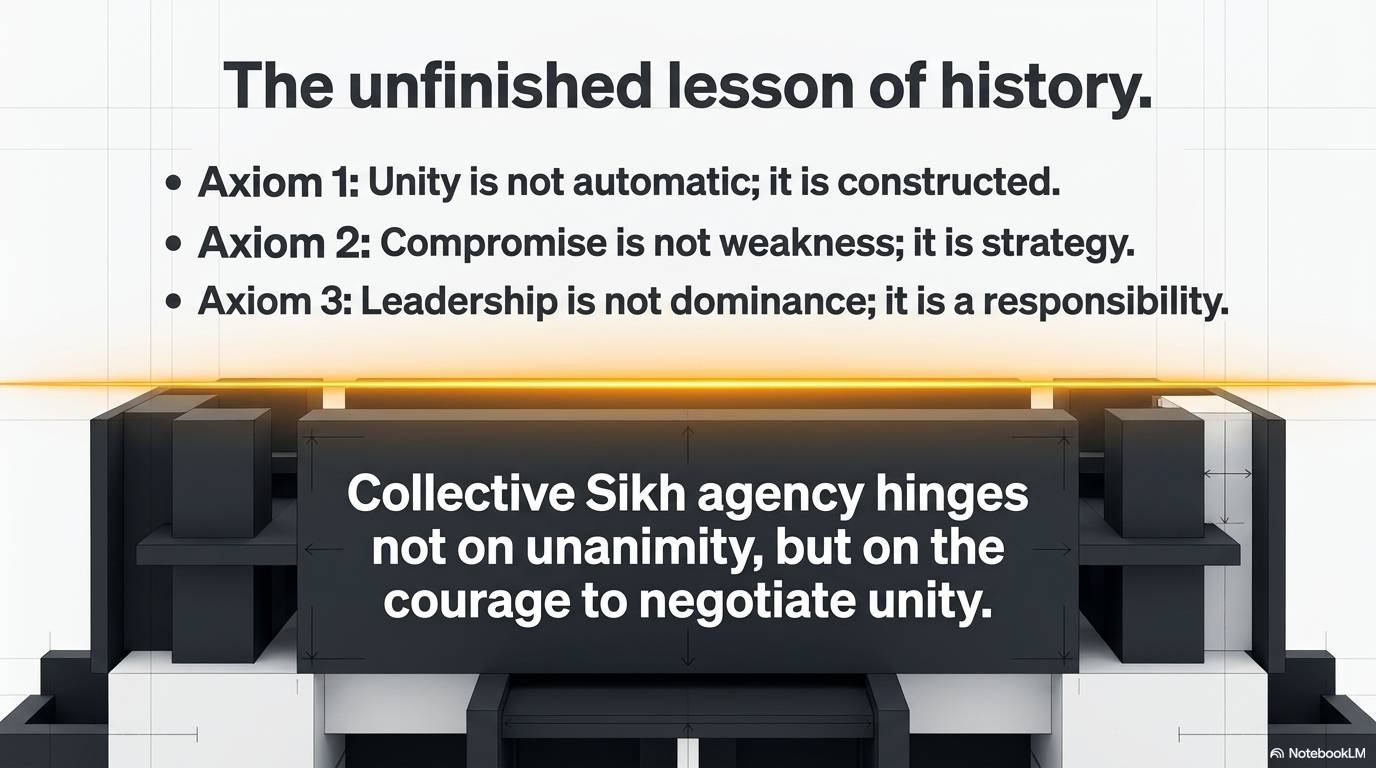 The unfinished lesson of history.
• Axiom 1: Unity is not automatic; it is constructed.
• Axiom 2: Compromise is not weakness; it is strategy.
• Axiom 3: Leadership is not dominance; it is a responsibility.
Collective Sikh agency hinges
not on unanimity, but on the
courage to negotiate unity.
NotebookLM